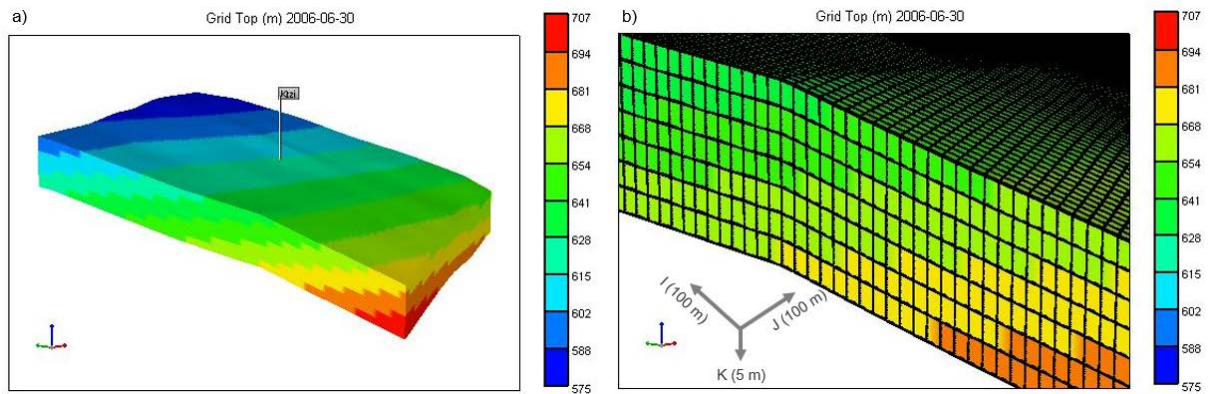 a)
Grid Top (m) 2006-06-30
707
694
681
668
654
641
628
615
602
588
575
Ktzi
b)
Grid Top (m) 2006-06-30
I (100 m)
J (100 m)
K (5 m)
707
694
681
668
654
641
628
615
602
588
575